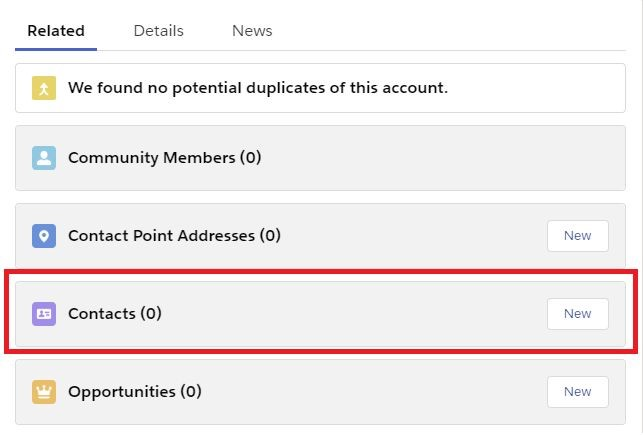 Related Details News
We found no potential duplicates of this account.
Community Members (0)
Contact Point Addresses (0) New
Contacts (0) New
Opportunities (0) New